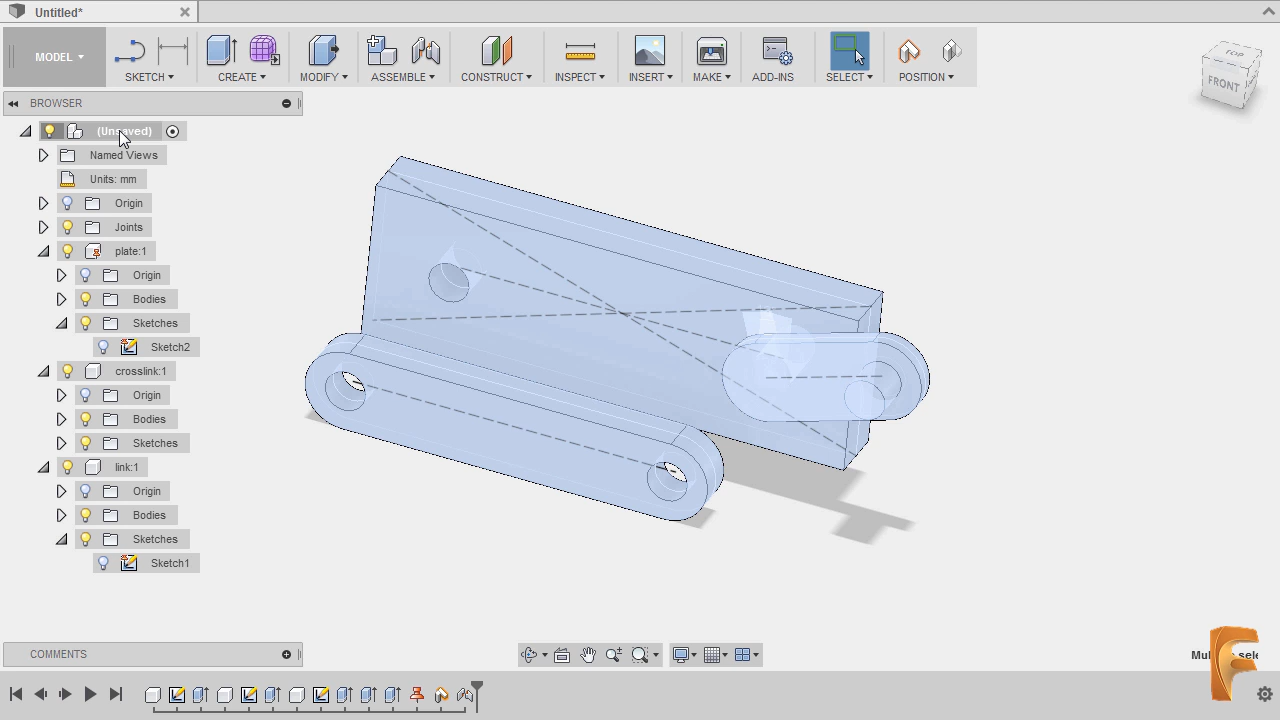 Untitled*
MODEL
SKETCH
CREATE
MODIFY
ASSEMBLE
CONSTRUCT
INSPECT
INSERT
MAKE
ADD-INS
SELECT
POSITION
TOP
FRONT
BROWSER
(Unsaved)
Named Views
Units: mm
Origin
Joints
plate:1
Origin
Bodies
Sketches
Sketch2
crosslink:1
Origin
Bodies
Sketches
link:1
Origin
Bodies
Sketches
Sketch1
COMMENTS